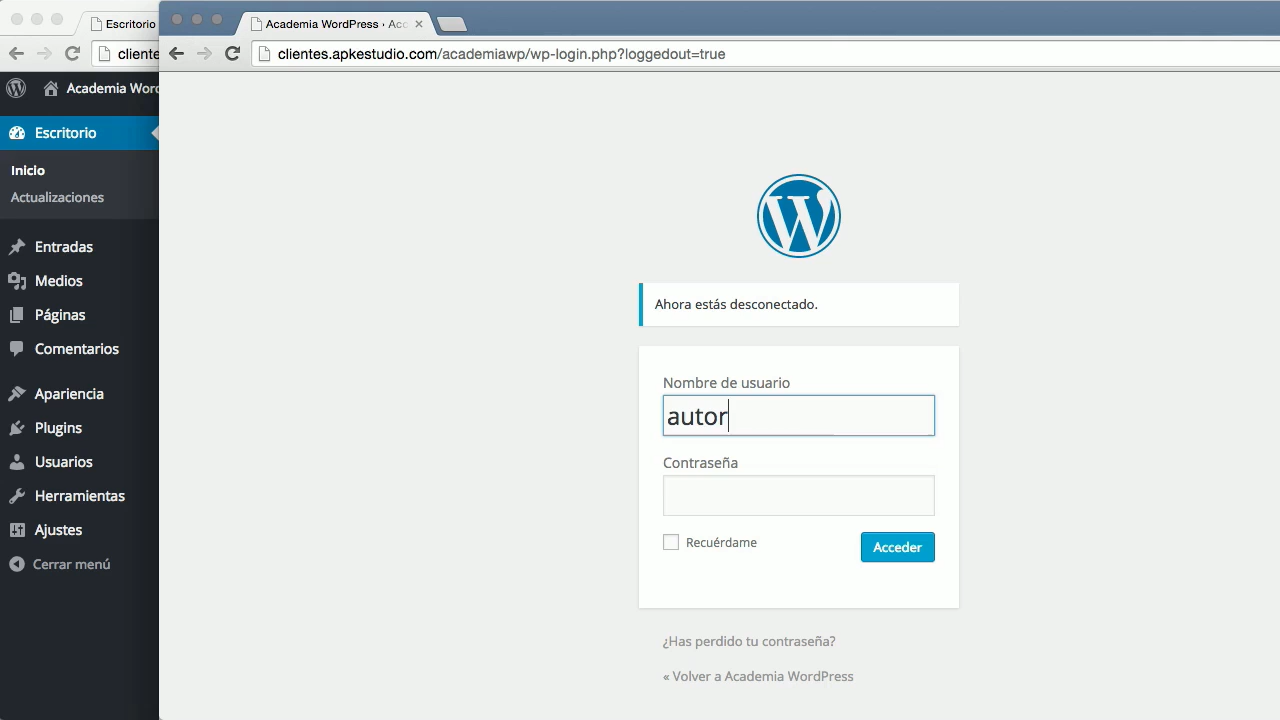 Escritorio
cliente
Academia Wor
Escritorio
Inicio
Actualizaciones
Entradas
Medios
Páginas
Comentarios
Apariencia
Plugins
Usuarios
Herramientas
Ajustes
Cerrar menú
Academia WordPress › Acc
clientes.apkestudio.com/academiawp/wp-login.php?loggedout=true
Ahora estás desconectado.
Nombre de usuario
autor
Contraseña
Recuérdame
Acceder
¿Has perdido tu contraseña?
« Volver a Academia WordPress